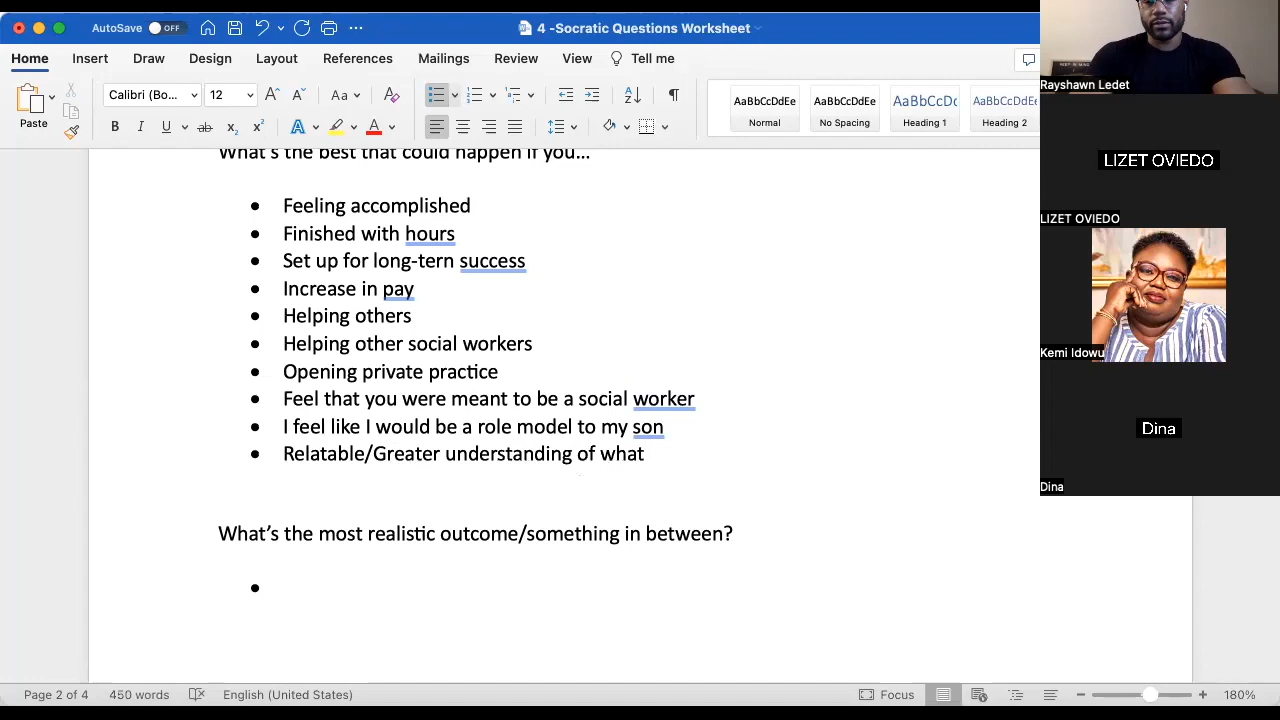 AutoSave OFF 4 -Socratic Questions Worksheet
Home Insert Draw Design Layout References Mailings Review View Tell me
Paste Calibri (Bo... 12
B I U ab x₂ x² A A
AaBbCcDdEe AaBbCcDdEe AaBbCcDc AaBbCcDdEe
Normal No Spacing Heading 1 Heading 2
What's the best that could happen if you...
• Feeling accomplished
• Finished with hours
• Set up for long-tern success
• Increase in pay
• Helping others
• Helping other social workers
• Opening private practice
• Feel that you were meant to be a social worker
• I feel like I would be a role model to my son
• Relatable/Greater understanding of what
What's the most realistic outcome/something in between?
•
Page 2 of 4 450 words English (United States) Focus 180%
Rayshawn Ledet
LIZET OVIEDO
LIZET OVIEDO
Kemi Idowu
Dina
Dina